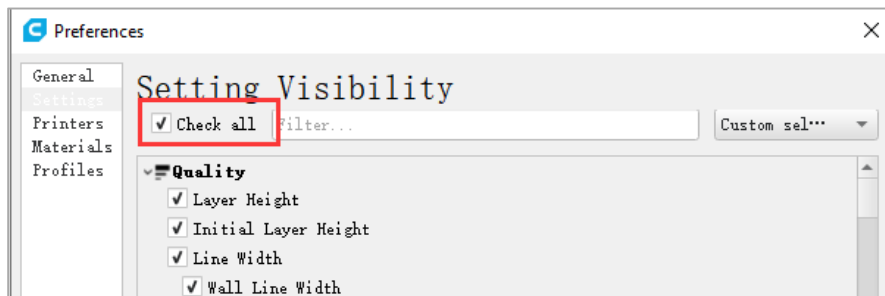 Preferences
General
Settings
Printers
Materials
Profiles
Setting Visibility
Check all
Filter...
Custom sel...
Quality
Layer Height
Initial Layer Height
Line Width
Wall Line Width